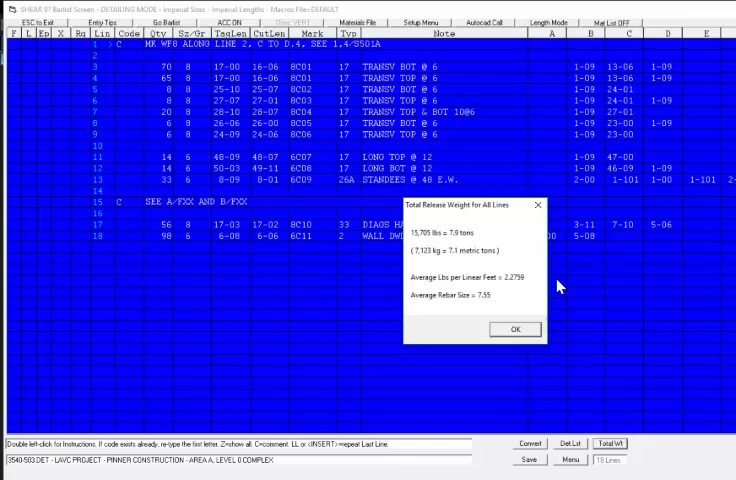 SHEAR 97 Barlist Screen - DETAILING MODE - Imperial Sizes - Imperial Lengths - Macros File=DEFAULT
ESC to Exit Entry Tips Go Barlist ACC ON Materials File Setup Menu Autocad Call Length Mode Mat List OFF
F L Ep X Rq Lin Code Qty Sz/Gr TagLen CutLen Mark Typ Note A B C D E
1 C MK WF8 ALONG LINE 2, C TO D.4, SEE 1,4/S501A
2
3 70 8 17-00 16-06 8C01 17 TRANSV BOT @ 6 1-09 13-06 1-09
4 65 8 17-00 16-06 8C01 17 TRANSV TOP @ 6 1-09 13-06 1-09
5 8 8 25-10 25-07 8C02 17 TRANSV BOT @ 6 1-09 24-01
6 8 8 27-07 27-01 8C03 17 TRANSV TOP @ 6 1-09 24-01 1-09
7 20 8 28-10 28-07 8C04 17 TRANSV TOP & BOT 10@6 1-09 27-01
8 6 8 26-06 26-00 8C05 17 TRANSV BOT @ 6 1-09 23-00 1-09
9 6 8 24-09 24-06 8C06 17 TRANSV TOP @ 6 1-09 23-00
10
11 14 6 48-09 48-07 6C07 17 LONG TOP @ 12 1-09 47-00
12 14 6 50-03 49-11 6C08 17 LONG BOT @ 12 1-09 46-09 1-09
13 33 6 8-09 8-01 6C09 26A STANDEES @ 48 E.W. 2-00 1-101 1-00 1-101 2-
14
15 C SEE A/FXX AND B/FXX
16
17 56 8 17-03 17-02 8C10 33 DIAGS HA 3-11 7-10 5-06
18 98 6 6-08 6-06 6C11 2 WALL DWD 00 5-08
Total Release Weight for All Lines
15,705 lbs = 7.9 tons
( 7,123 kg = 7.1 metric tons )
Average Lbs per Linear Feet = 2.2759
Average Rebar Size = 7.55
OK
Double left-click for Instructions. If code exists already, re-type the first letter. Z=show all. C=comment. LL or <INSERT>=repeat Last Line.
Convert Det.Lst Total Wt
3540-503.DET - LAVC PROJECT - PINNER CONSTRUCTION - AREA A, LEVEL 0 COMPLEX
Save Menu 18 Lines